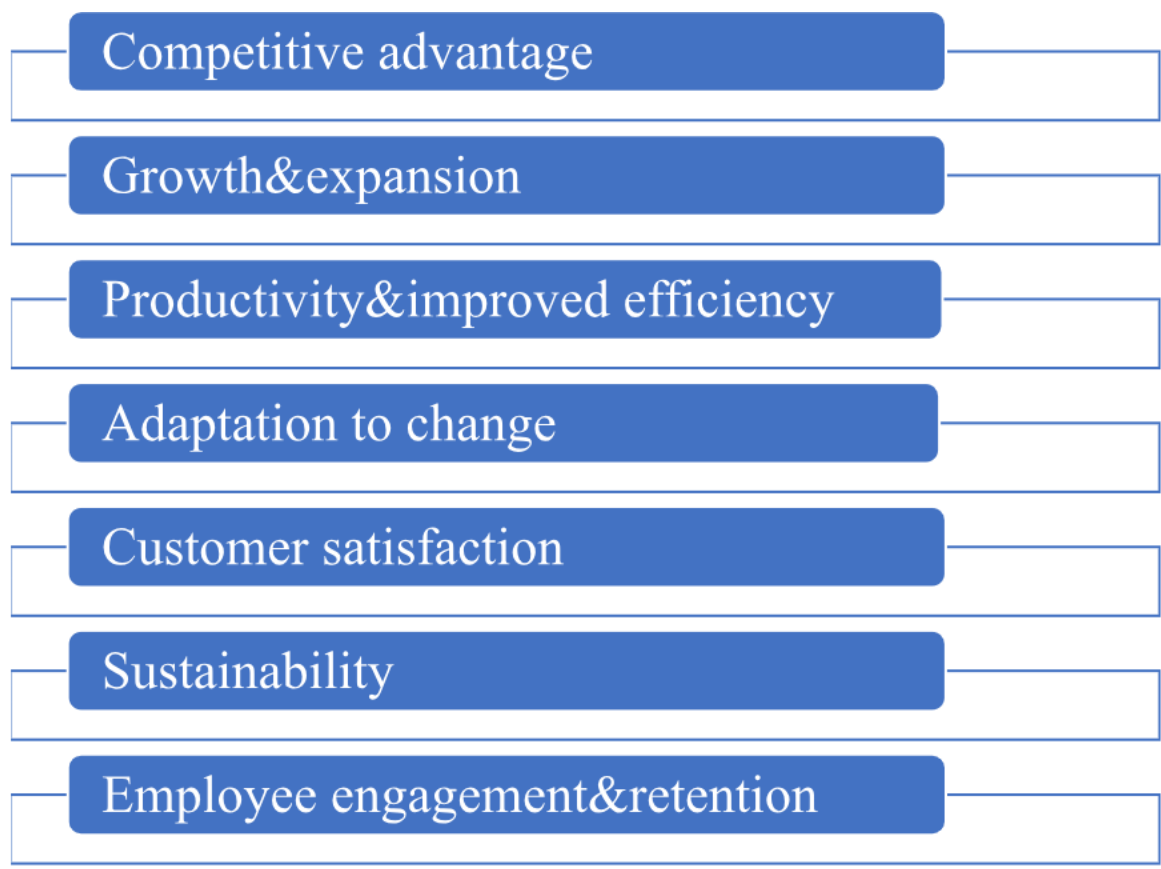 Competitive advantage
Growth&expansion
Productivity&improved efficiency
Adaptation to change
Customer satisfaction
Sustainability
Employee engagement&retention